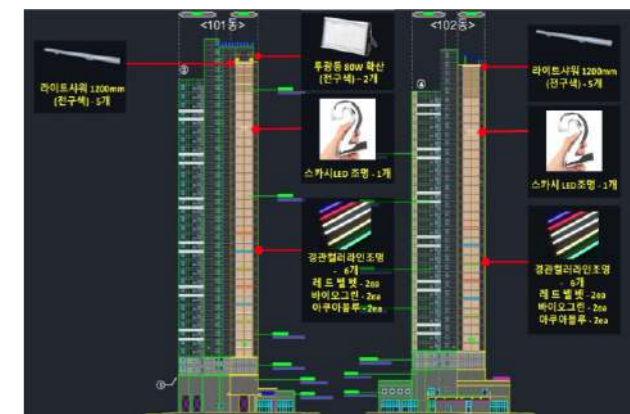 <101동>
<102동>
라이트샤워 1200mm
(전구색) - 5개
투광등 80W 확산
(전구색) - 2개
스카시LED 조명 - 1개
경관컬러라인조명
- 6개
레드벨벳 - 2ea
바이오그린 - 2ea
아쿠아블루 - 2ea
라이트샤워 1200mm
(전구색) - 5개
스카시LED 조명 - 1개
경관컬러라인조명
- 6개
레드벨벳 - 2ea
바이오그린 - 2ea
아쿠아블루 - 2ea